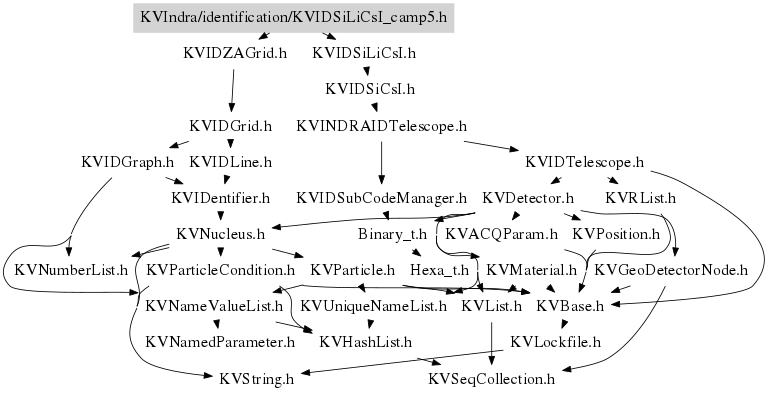 KVIndra/identification/KVIDSiLiCsI_camp5.h
KVIDZAGrid.h
KVIDSiLiCsI.h
KVIDSiCsI.h
KVIDGrid.h
KVINDRAIDTelescope.h
KVIDGraph.h
KVIDLine.h
KVIDTelescope.h
KVIDentifier.h
KVIDSubCodeManager.h
KVDetector.h
KVRList.h
KVNucleus.h
Binary_t.h
KVACQParam.h
KVPosition.h
KVNumberList.h
KVParticleCondition.h
KVParticle.h
Hexa_t.h
KVMaterial.h
KVGeoDetectorNode.h
KVNameValueList.h
KVUniqueNameList.h
KVList.h
KVBase.h
KVNamedParameter.h
KVHashList.h
KVLockfile.h
KVString.h
KVSeqCollection.h